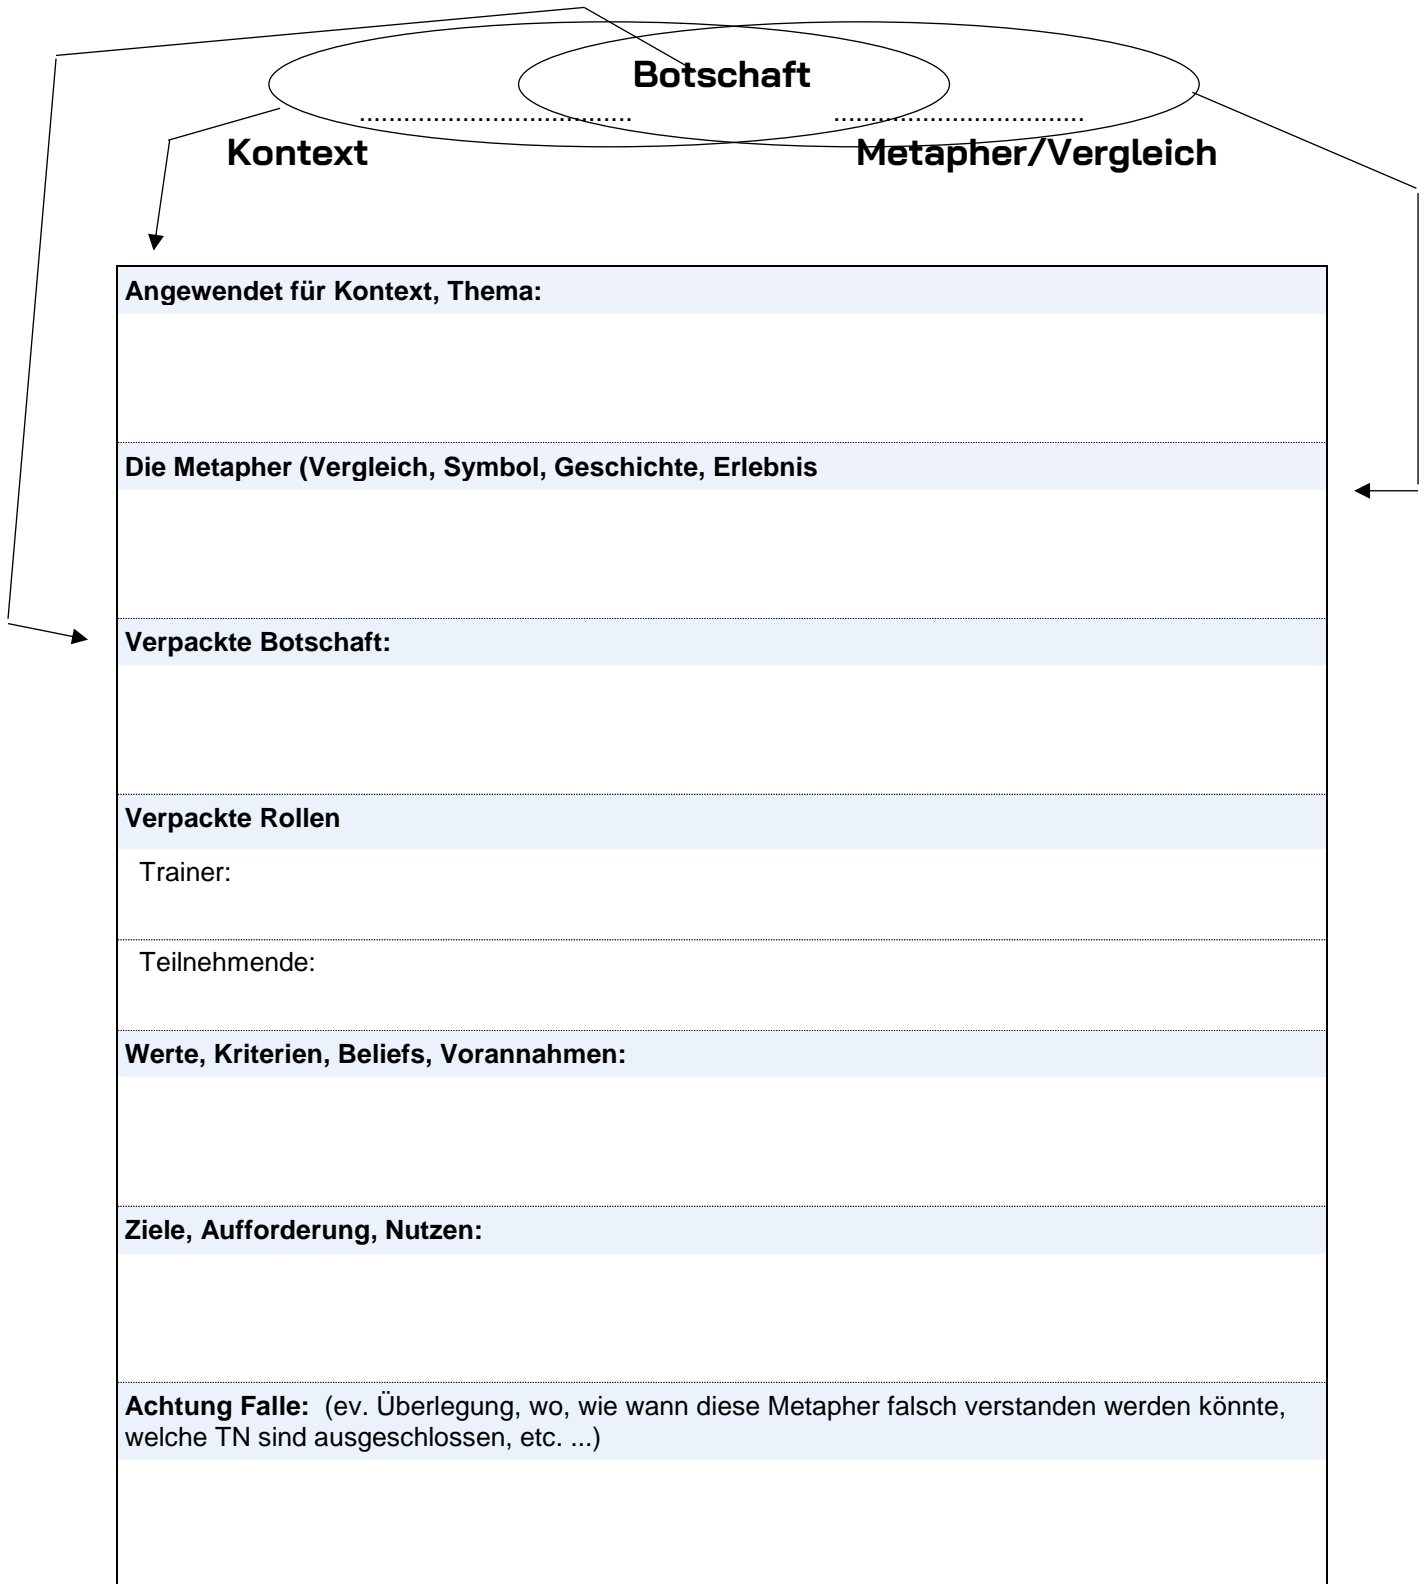 Botschaft
.................................. ...............................
Kontext Metapher/Vergleich
Angewendet für Kontext, Thema:
Die Metapher (Vergleich, Symbol, Geschichte, Erlebnis
Verpackte Botschaft:
Verpackte Rollen
Trainer:
Teilnehmende:
Werte, Kriterien, Beliefs, Vorannahmen:
Ziele, Aufforderung, Nutzen:
Achtung Falle: (ev. Überlegung, wo, wie wann diese Metapher falsch verstanden werden könnte,
welche TN sind ausgeschlossen, etc. ...)